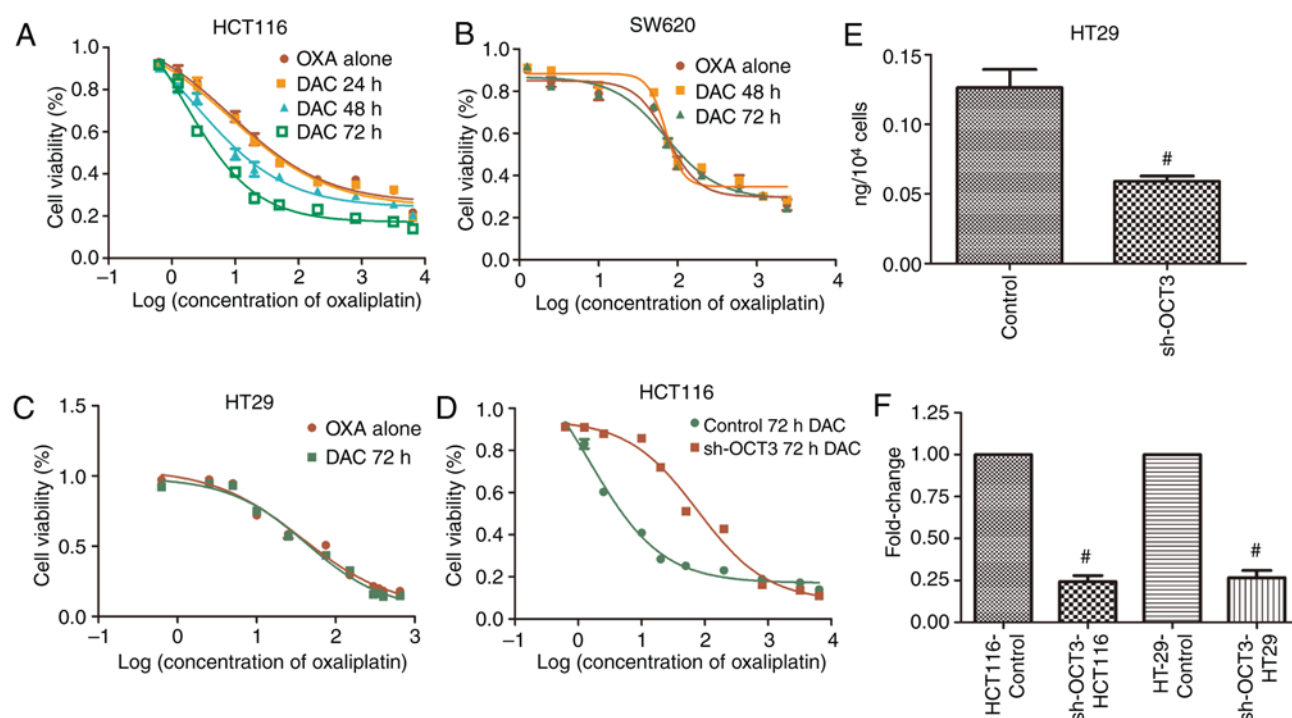 A
HCT116
Cell viability (%)
1.0
0.8
0.6
0.4
0.2
0.0
OXA alone
DAC 24 h
DAC 48 h
DAC 72 h
–1 0 1 2 3 4
Log (concentration of oxaliplatin)
B
SW620
Cell viability (%)
1.0
0.8
0.6
0.4
0.2
0.0
OXA alone
DAC 48 h
DAC 72 h
0 1 2 3 4
Log (concentration of oxaliplatin)
E
HT29
ng/10⁴ cells
0.15
0.10
0.05
0.00
#
Control
sh-OCT3
C
HT29
Cell viability (%)
1.5
1.0
0.5
0.0
OXA alone
DAC 72 h
–1 0 1 2 3
Log (concentration of oxaliplatin)
D
HCT116
Cell viability (%)
1.0
0.8
0.6
0.4
0.2
0.0
Control 72 h DAC
sh-OCT3 72 h DAC
–1 0 1 2 3 4
Log (concentration of oxaliplatin)
F
Fold-change
1.25
1.00
0.75
0.50
0.25
0.00
#
#
HCT116-
Control
sh-OCT3-
HCT116
HT-29-
Control
sh-OCT3-
HT29